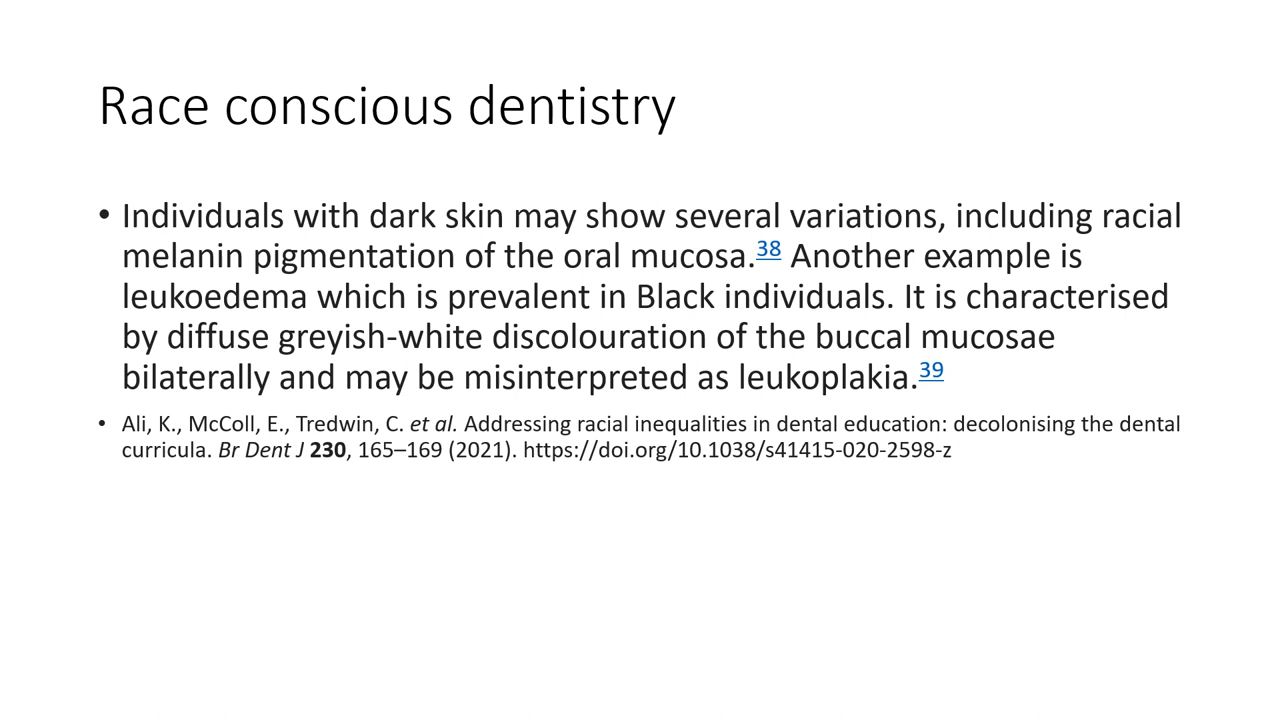 Race conscious dentistry
• Individuals with dark skin may show several variations, including racial
melanin pigmentation of the oral mucosa.38 Another example is
leukoedema which is prevalent in Black individuals. It is characterised
by diffuse greyish-white discolouration of the buccal mucosae
bilaterally and may be misinterpreted as leukoplakia.39
• Ali, K., McColl, E., Tredwin, C. et al. Addressing racial inequalities in dental education: decolonising the dental
curricula. Br Dent J 230, 165–169 (2021). https://doi.org/10.1038/s41415-020-2598-z